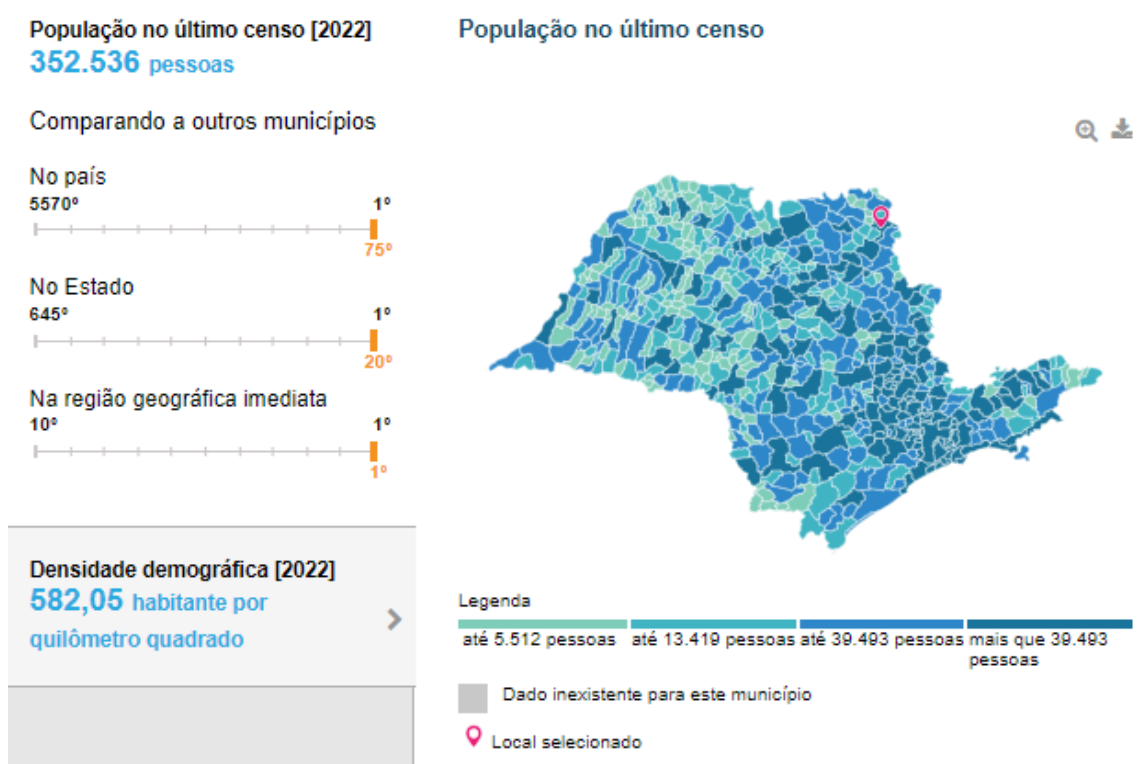 População no último censo [2022]
352.536 pessoas
Comparando a outros municípios
No país
5570º 1º
75º
No Estado
645º 1º
20º
Na região geográfica imediata
10º 1º
1º
Densidade demográfica [2022]
582,05 habitante por
quilômetro quadrado
População no último censo
Legenda
até 5.512 pessoas até 13.419 pessoas até 39.493 pessoas mais que 39.493
pessoas
Dado inexistente para este município
Local selecionado